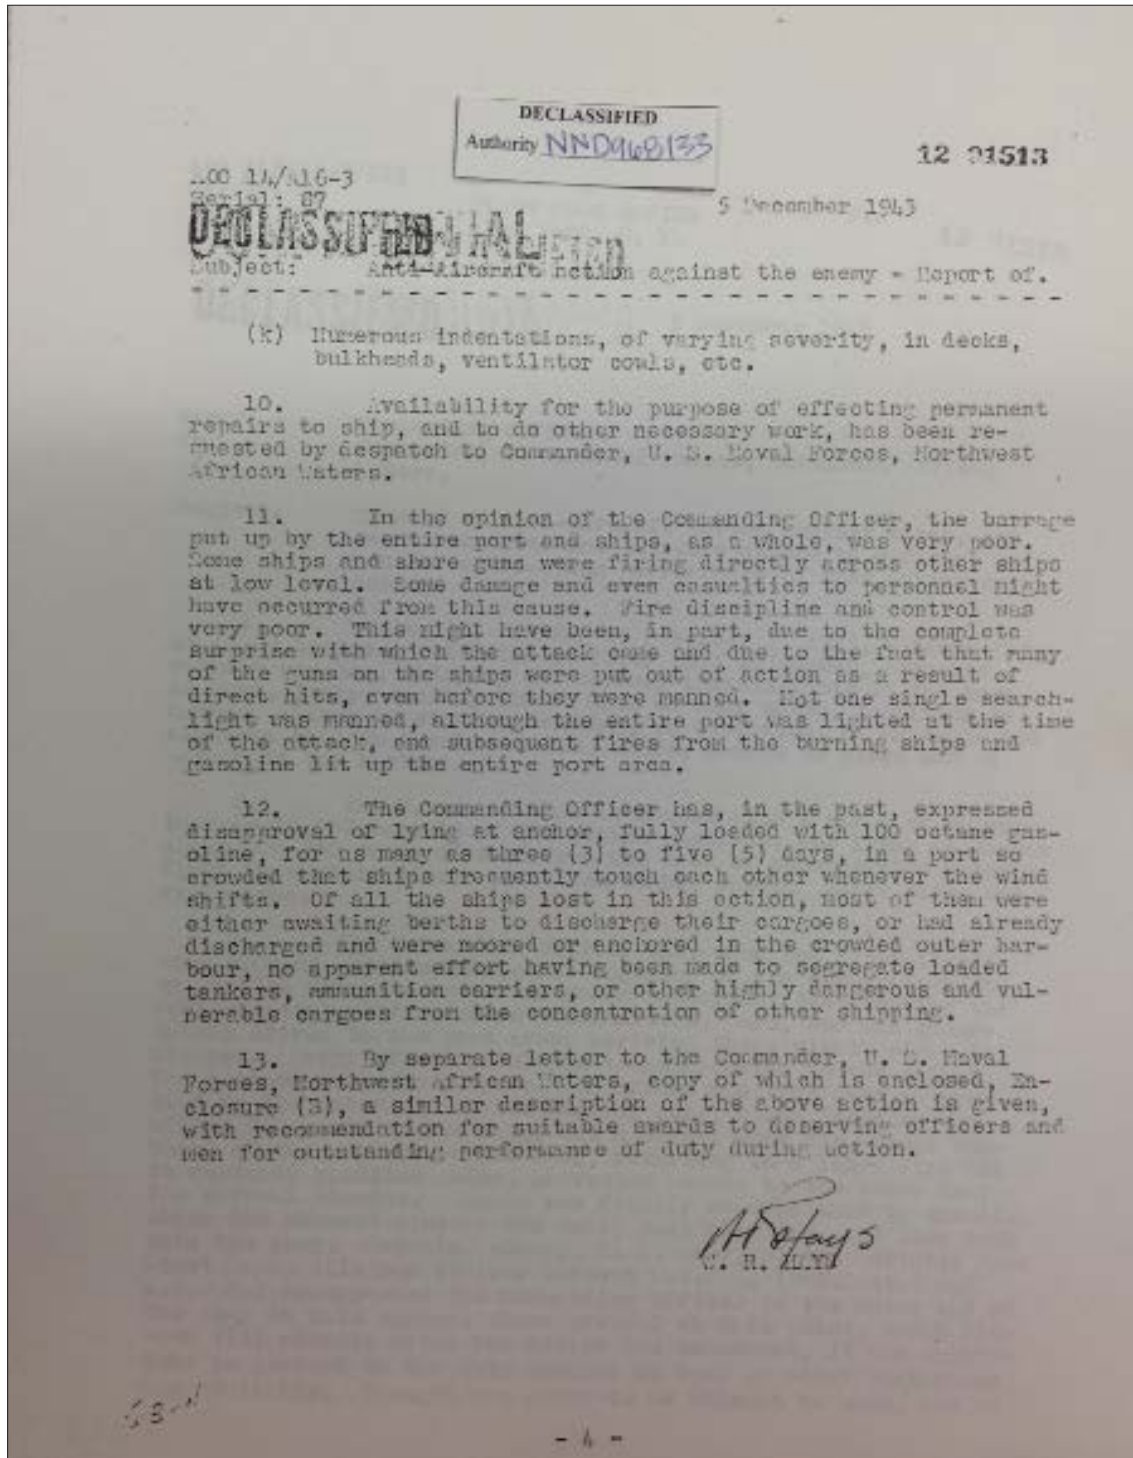 DECLASSIFIED
Authority NND968133
12 01513
AOG 14/A16-3
Serial: 87
5 December 1943
DECLASSIFIED
Subject: Anti-Aircraft action against the enemy - Report of.
(k) Numerous indentations, of varying severity, in decks,
bulkheads, ventilator cowls, etc.
10. Availability for the purpose of effecting permanent
repairs to ship, and to do other necessary work, has been re-
quested by despatch to Commander, U. S. Naval Forces, Northwest
African Waters.
11. In the opinion of the Commanding Officer, the barrage
put up by the entire port and ships, as a whole, was very poor.
Some ships and shore guns were firing directly across other ships
at low level. Some damage and even casualties to personnel might
have occurred from this cause. Fire discipline and control was
very poor. This might have been, in part, due to the complete
surprise with which the attack came and due to the fact that many
of the guns on the ships were put out of action as a result of
direct hits, even before they were manned. Not one single search-
light was manned, although the entire port was lighted at the time
of the attack, and subsequent fires from the burning ships and
gasoline lit up the entire port area.
12. The Commanding Officer has, in the past, expressed
disapproval of lying at anchor, fully loaded with 100 octane gas-
oline, for as many as three (3) to five (5) days, in a port so
crowded that ships frequently touch each other whenever the wind
shifts. Of all the ships lost in this action, most of them were
either awaiting berths to discharge their cargoes, or had already
discharged and were moored or anchored in the crowded outer har-
bour, no apparent effort having been made to segregate loaded
tankers, ammunition carriers, or other highly dangerous and vul-
nerable cargoes from the concentration of other shipping.
13. By separate letter to the Commander, U. S. Naval
Forces, Northwest African Waters, copy of which is enclosed, En-
closure (B), a similar description of the above action is given,
with recommendation for suitable awards to deserving officers and
men for outstanding performance of duty during action.
- 4 -